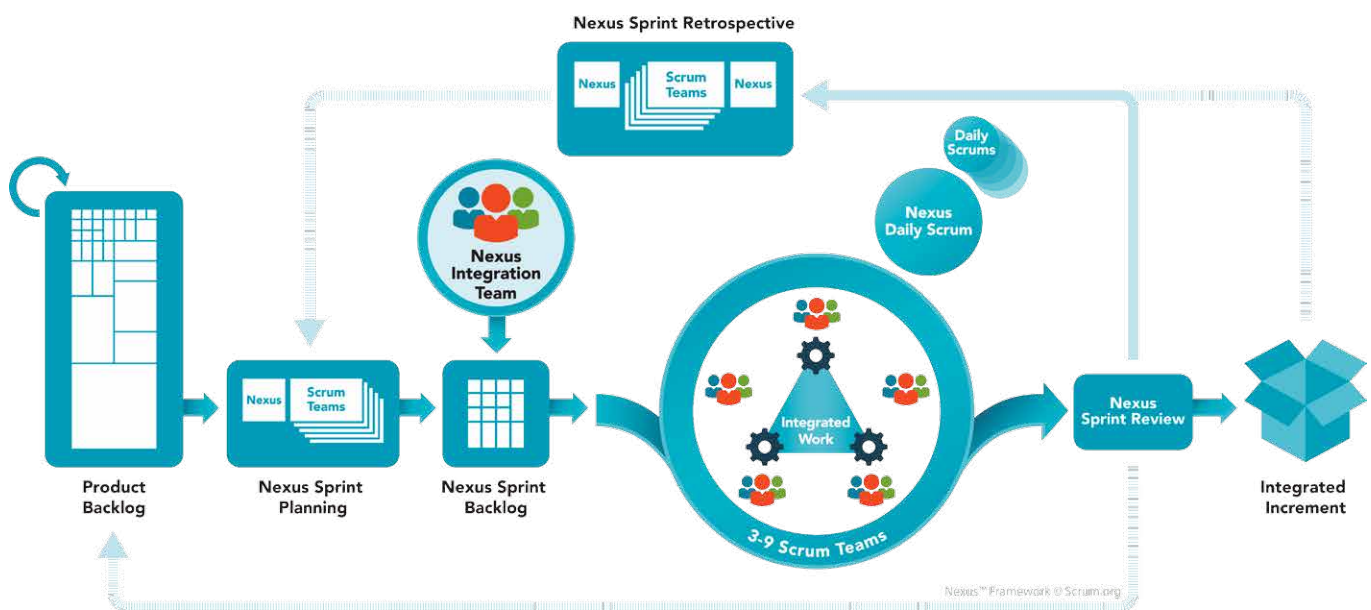 Nexus Sprint Retrospective
Nexus
Scrum
Teams
Nexus
Daily
Scrums
Nexus
Daily Scrum
Nexus
Integration
Team
Nexus
Scrum
Teams
Integrated
Work
Nexus
Sprint Review
Product
Backlog
Nexus Sprint
Planning
Nexus Sprint
Backlog
3-9 Scrum Teams
Integrated
Increment
Nexus™ Framework © Scrum.org